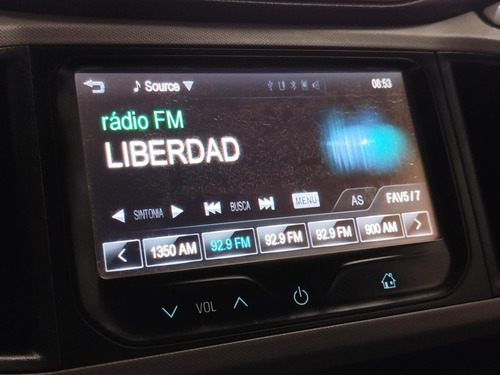 Source 08:53
rádio FM
LIBERDAD
SINTONIA BUSCA MENU AS FAV5 / 7
1350 AM 92.9 FM 92.9 FM 92.9 FM 900 AM
VOL